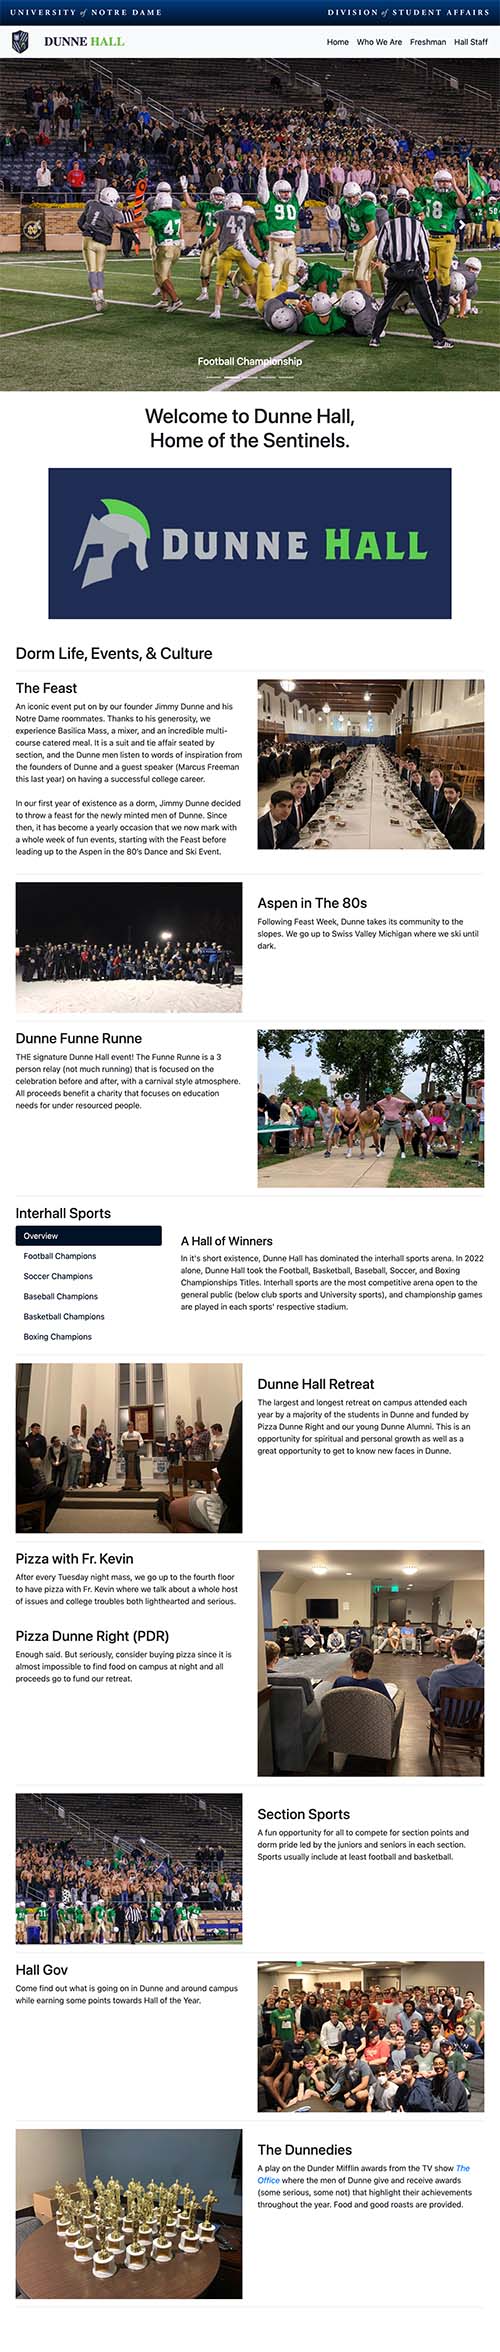 UNIVERSITY of NOTRE DAME
DIVISION of STUDENT AFFAIRS
DUNNE HALL
Home Who We Are Freshman Hall Staff
1
47
43
90
58
Football Championship
Welcome to Dunne Hall,
Home of the Sentinels.
DUNNE HALL
Dorm Life, Events, & Culture
The Feast
An iconic event put on by our founder Jimmy Dunne and his
Notre Dame roommates. Thanks to his generosity, we
experience Basilica Mass, a mixer, and an incredible multi-
course catered meal. It is a suit and tie affair seated by
section, and the Dunne men listen to words of inspiration from
the founders of Dunne and a guest speaker (Marcus Freeman
this last year) on having a successful college career.
In our first year of existence as a dorm, Jimmy Dunne decided
to throw a feast for the newly minted men of Dunne. Since
then, it has become a yearly occasion that we now mark with
a whole week of fun events, starting with the Feast before
leading up to the Aspen in the 80's Dance and Ski Event.
Aspen in The 80s
Following Feast Week, Dunne takes its community to the
slopes. We go up to Swiss Valley Michigan where we ski until
dark.
Dunne Funne Runne
THE signature Dunne Hall event! The Funne Runne is a 3
person relay (not much running) that is focused on the
celebration before and after, with a carnival style atmosphere.
All proceeds benefit a charity that focuses on education
needs for under resourced people.
Interhall Sports
Overview
Football Champions
Soccer Champions
Baseball Champions
Basketball Champions
Boxing Champions
A Hall of Winners
In it's short existence, Dunne Hall has dominated the interhall sports arena. In 2022
alone, Dunne Hall took the Football, Basketball, Baseball, Soccer, and Boxing
Championships Titles. Interhall sports are the most competitive arena open to the
general public (below club sports and University sports), and championship games
are played in each sports' respective stadium.
Dunne Hall Retreat
The largest and longest retreat on campus attended each
year by a majority of the students in Dunne and funded by
Pizza Dunne Right and our young Dunne Alumni. This is an
opportunity for spiritual and personal growth as well as a
great opportunity to get to know new faces in Dunne.
Pizza with Fr. Kevin
After every Tuesday night mass, we go up to the fourth floor
to have pizza with Fr. Kevin where we talk about a whole host
of issues and college troubles both lighthearted and serious.
Pizza Dunne Right (PDR)
Enough said. But seriously, consider buying pizza since it is
almost impossible to find food on campus at night and all
proceeds go to fund our retreat.
Section Sports
A fun opportunity for all to compete for section points and
dorm pride led by the juniors and seniors in each section.
Sports usually include at least football and basketball.
Hall Gov
Come find out what is going on in Dunne and around campus
while earning some points towards Hall of the Year.
The Dunnedies
A play on the Dunder Mifflin awards from the TV show The
Office where the men of Dunne give and receive awards
(some serious, some not) that highlight their achievements
throughout the year. Food and good roasts are provided.